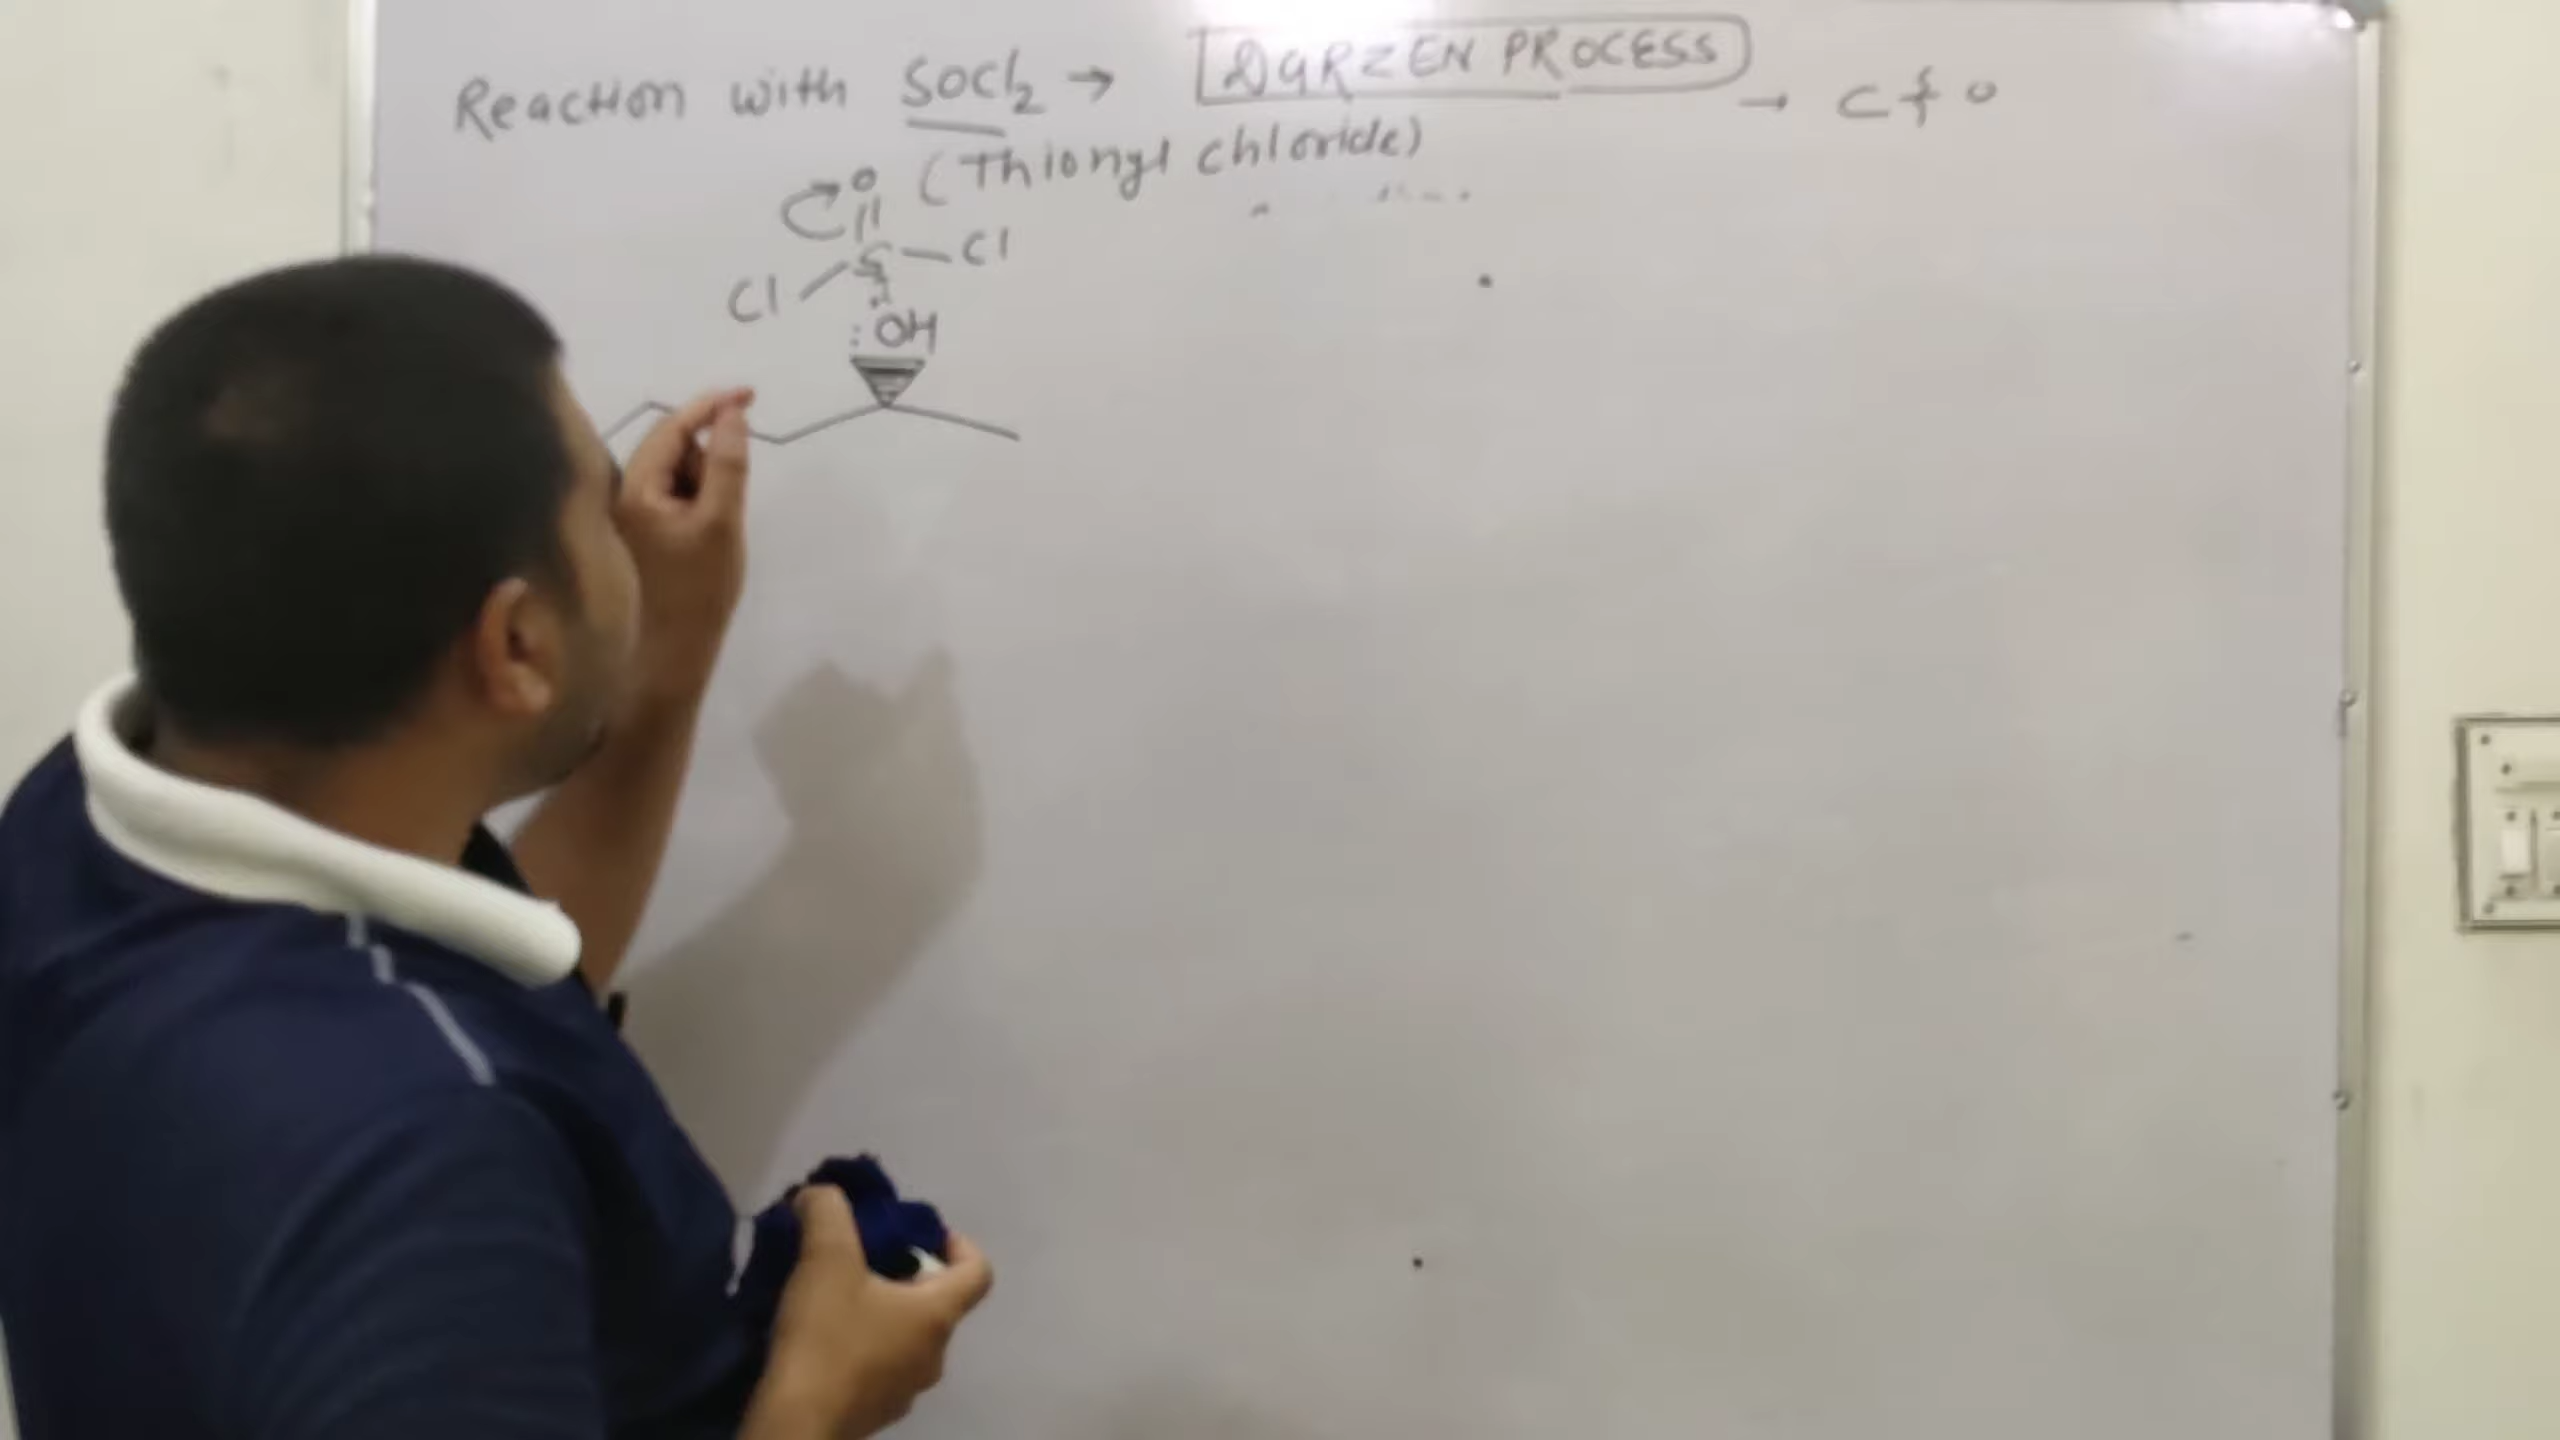 Reaction with SOCl2 → DARZEN PROCESS → C { O
(Thionyl chloride)
O
S
Cl
Cl
:OH